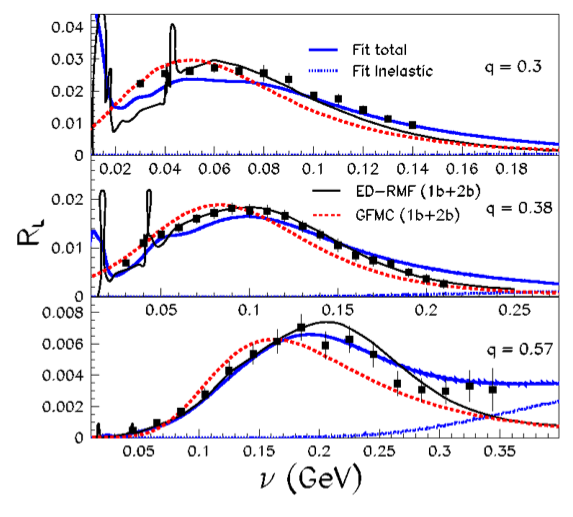 0.04
0.03
0.02
0.01
0
Fit total
Fit Inelastic
q = 0.3
0.02 0.04 0.06 0.08 0.1 0.12 0.14 0.16 0.18
0.02
0.01
0
ED-RMF (1b+2b)
GFMC (1b+2b)
q = 0.38
0.05 0.1 0.15 0.2 0.25
R_L
0.008
0.006
0.004
0.002
0
q = 0.57
0.05 0.1 0.15 0.2 0.25 0.3 0.35
ν (GeV)